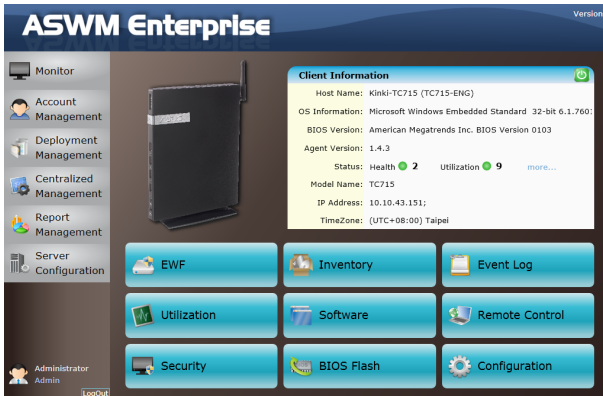 ASWM Enterprise
Version
Monitor
Account
Management
Deployment
Management
Centralized
Management
Report
Management
Server
Configuration
Administrator
Admin
LogOut
Client Information
Host Name: Kinki-TC715 (TC715-ENG)
OS Information: Microsoft Windows Embedded Standard 32-bit 6.1.760
BIOS Version: American Megatrends Inc. BIOS Version 0103
Agent Version: 1.4.3
Status: Health 2 Utilization 9 more...
Model Name: TC715
IP Address: 10.10.43.151;
TimeZone: (UTC+08:00) Taipei
EWF
Inventory
Event Log
Utilization
Software
Remote Control
Security
BIOS Flash
Configuration